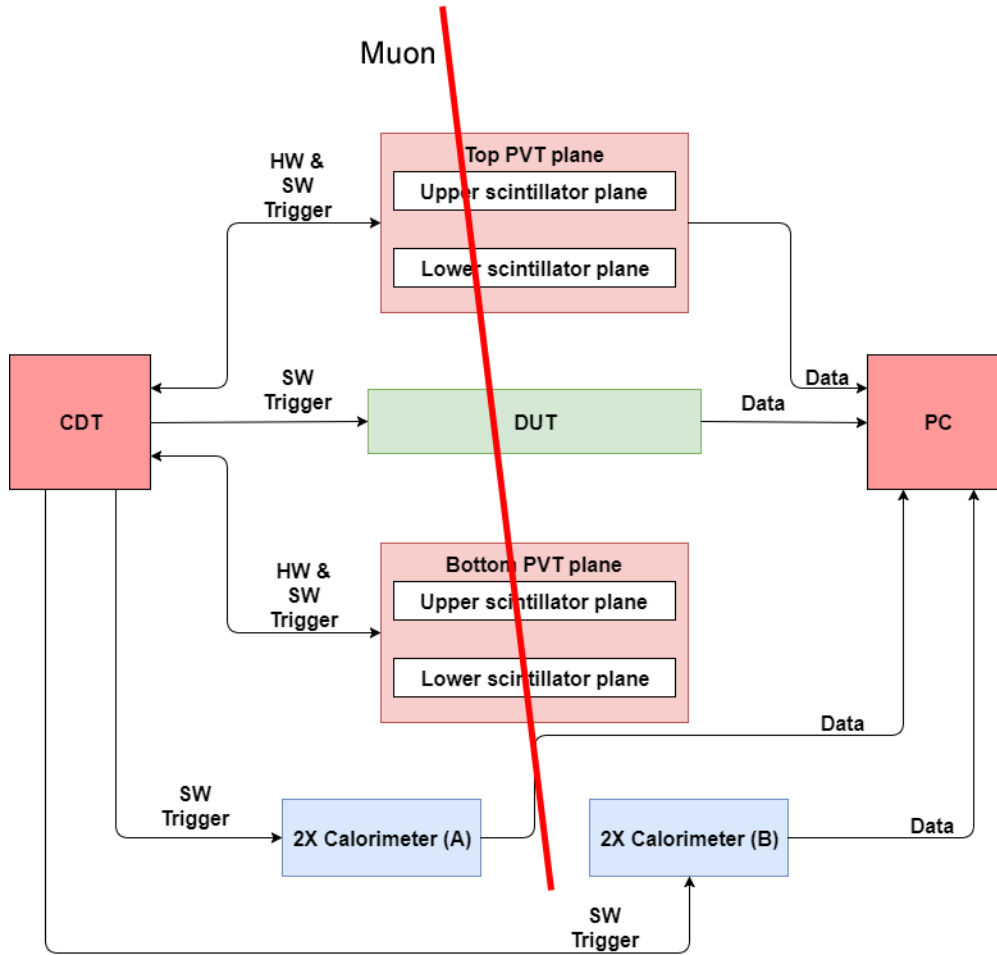 Muon
HW &
SW
Trigger
Top PVT plane
Upper scintillator plane
Lower scintillator plane
Data
CDT
SW
Trigger
DUT
Data
PC
HW &
SW
Trigger
Bottom PVT plane
Upper scintillator plane
Lower scintillator plane
Data
SW
Trigger
2X Calorimeter (A)
2X Calorimeter (B)
Data
SW
Trigger